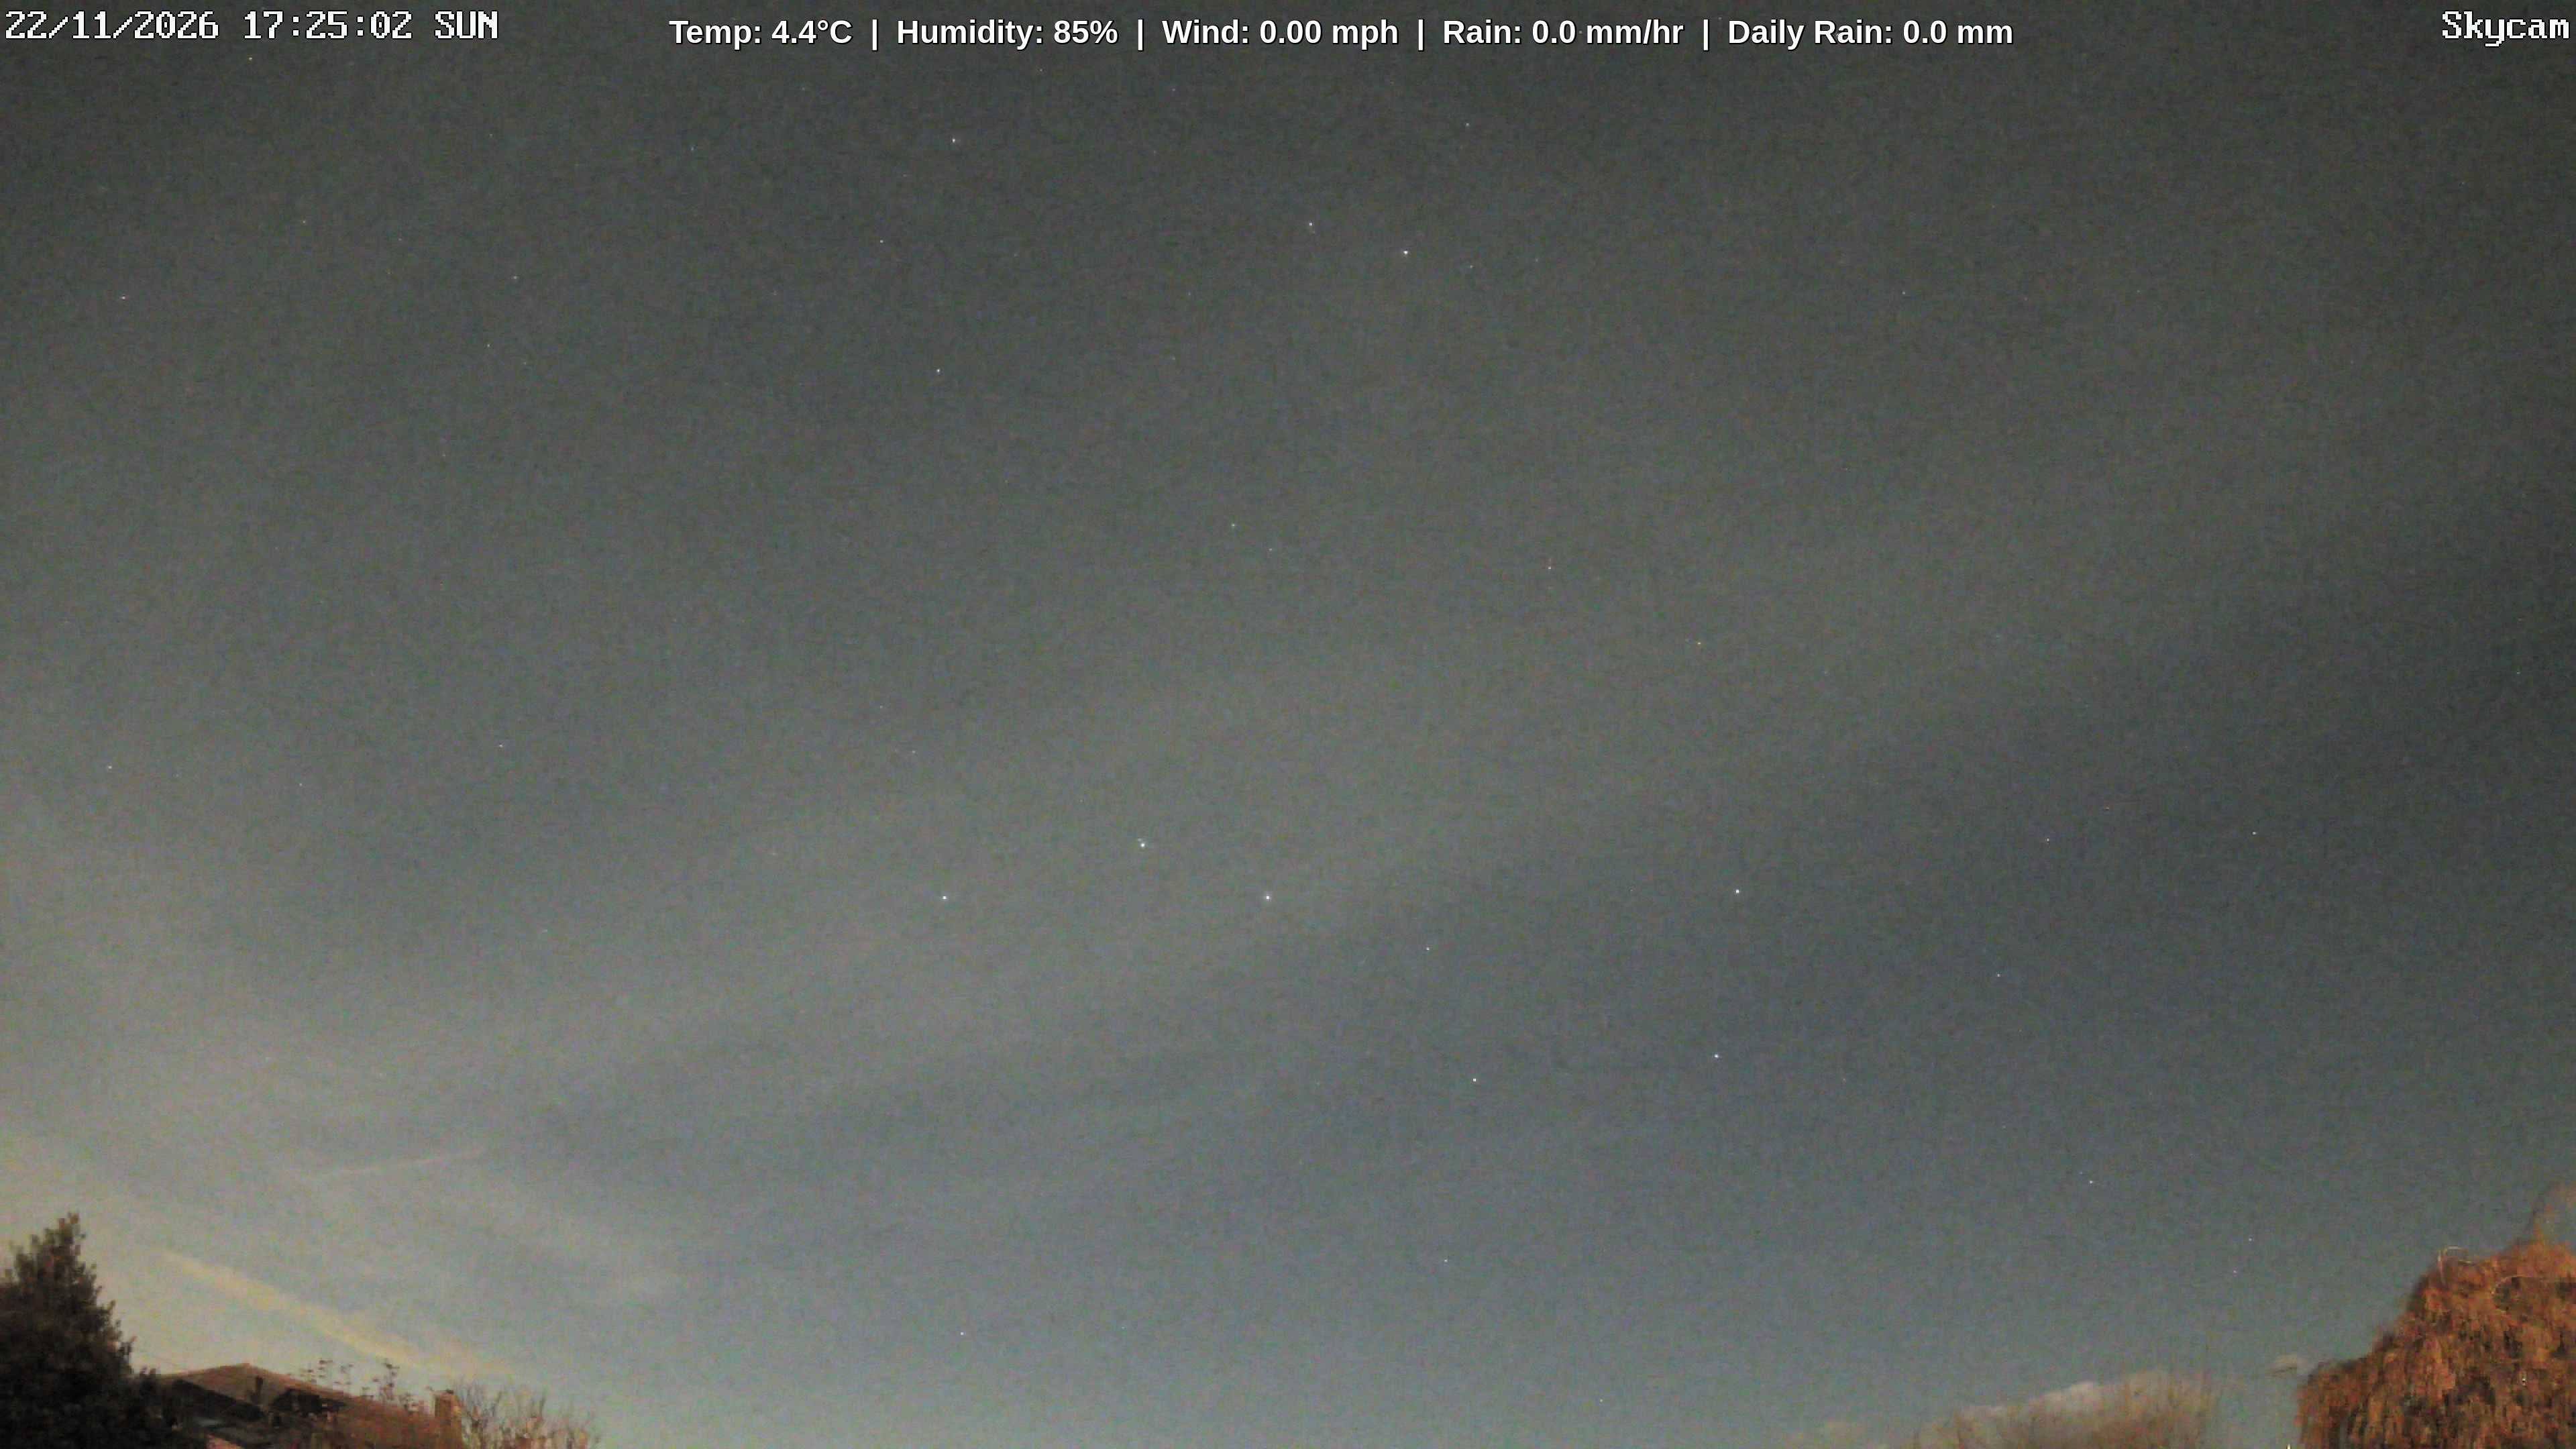 22/11/2026 17:25:02 SUN
Temp: 4.4°C | Humidity: 85% | Wind: 0.00 mph | Rain: 0.0 mm/hr | Daily Rain: 0.0 mm
Skycam